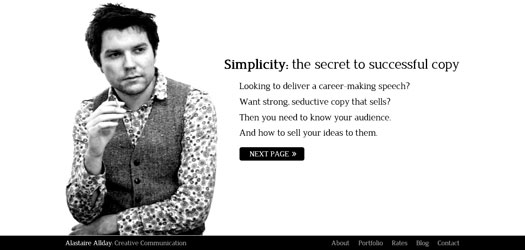 Simplicity: the secret to successful copy
Looking to deliver a career-making speech?
Want strong, seductive copy that sells?
Then you need to know your audience.
And how to sell your ideas to them.
NEXT PAGE »
Alastaire Allday: Creative Communication
About Portfolio Rates Blog Contact